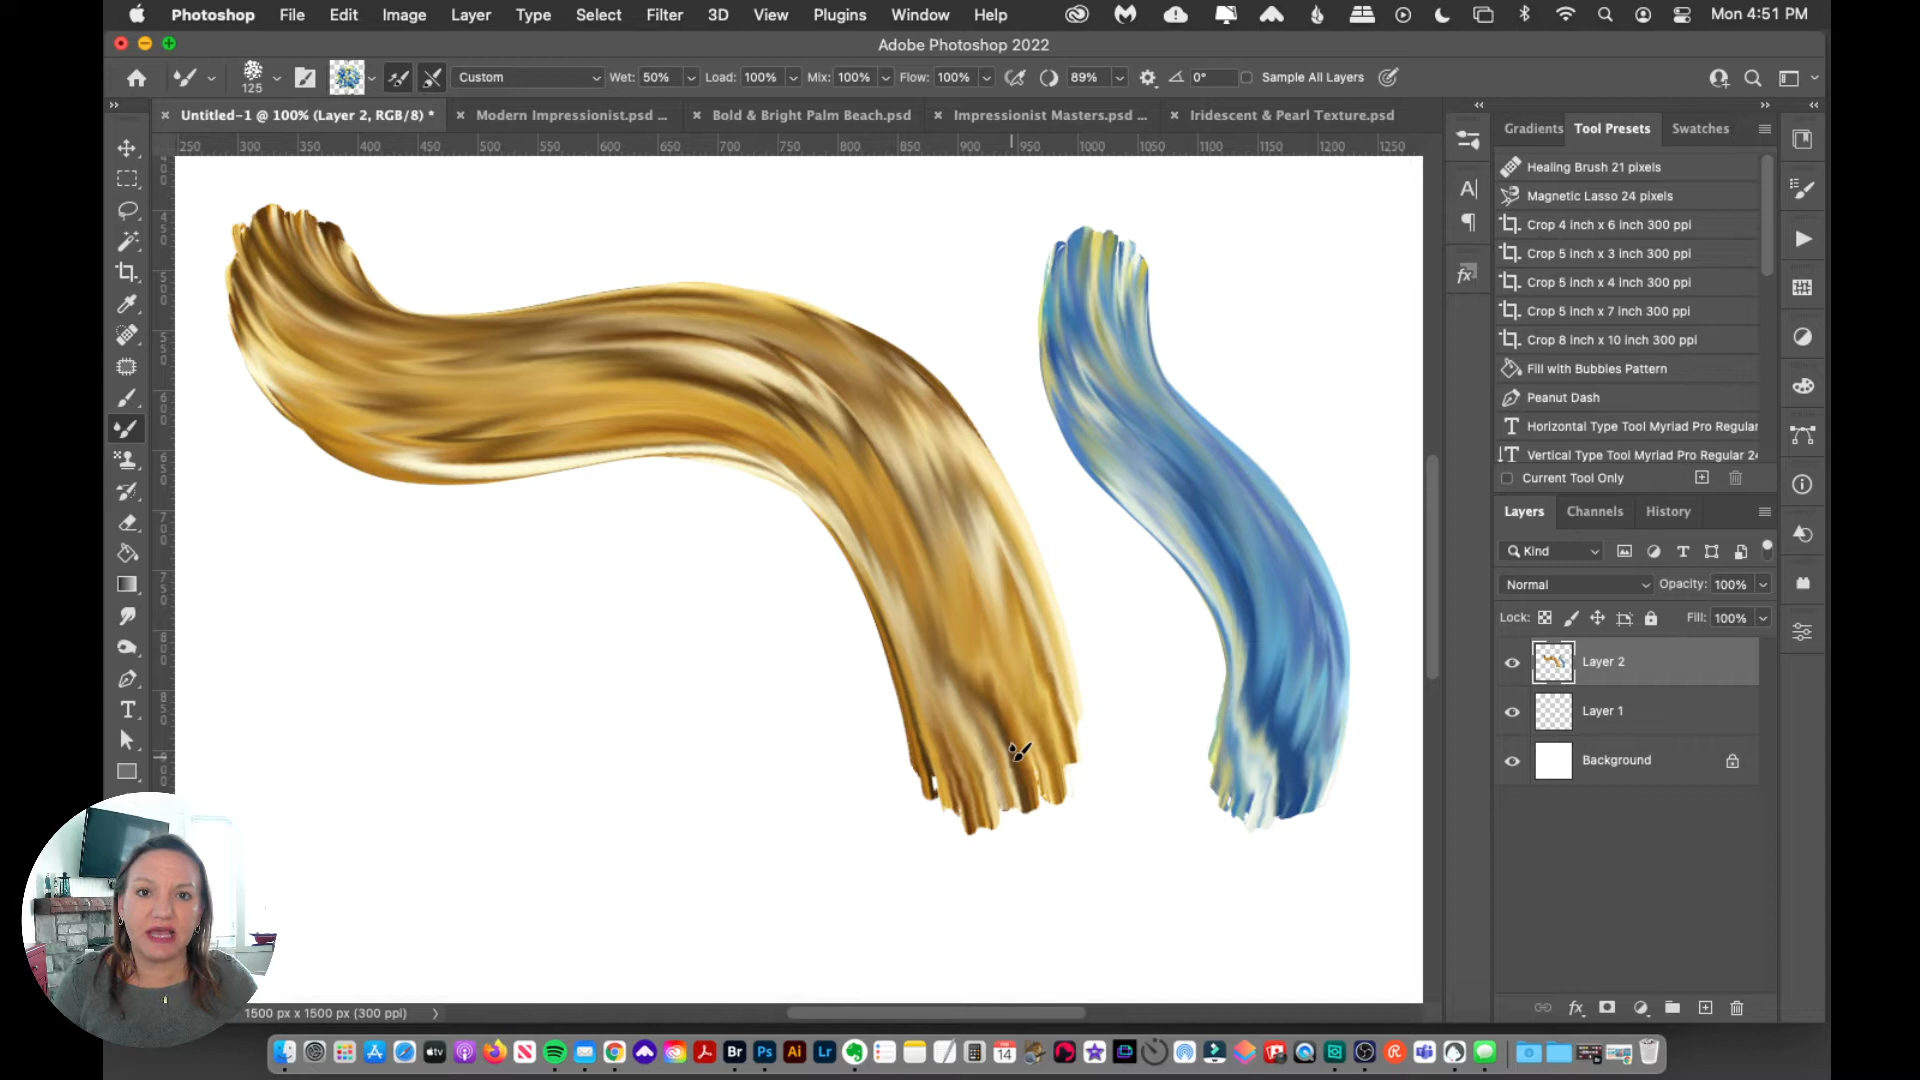 Photoshop File Edit Image Layer Type Select Filter 3D View Plugins Window Help Mon 4:51 PM
Adobe Photoshop 2022
125 Custom Wet: 50% Load: 100% Mix: 100% Flow: 100% 89% 0° Sample All Layers
Untitled-1 @ 100% (Layer 2, RGB/8) * Modern Impressionist.psd ... Bold & Bright Palm Beach.psd Impressionist Masters.psd ... Iridescent & Pearl Texture.psd
250 300 350 400 450 500 550 600 650 700 750 800 850 900 950 1000 1050 1100 1150 1200 1250
Gradients Tool Presets Swatches
Healing Brush 21 pixels
Magnetic Lasso 24 pixels
Crop 4 inch x 6 inch 300 ppi
Crop 5 inch x 3 inch 300 ppi
Crop 5 inch x 4 inch 300 ppi
Crop 5 inch x 7 inch 300 ppi
Crop 8 inch x 10 inch 300 ppi
Fill with Bubbles Pattern
Peanut Dash
Horizontal Type Tool Myriad Pro Regular
Vertical Type Tool Myriad Pro Regular 24
Current Tool Only
Layers Channels History
Kind
Normal Opacity: 100%
Lock: Fill: 100%
Layer 2
Layer 1
Background
1500 px x 1500 px (300 ppi)
tv Br Ps Ai Lr 14